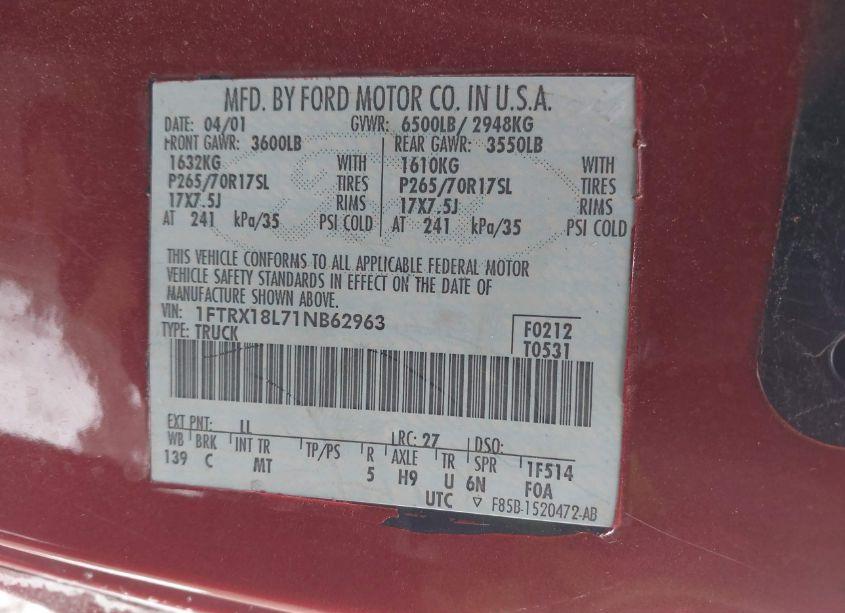 MFD. BY FORD MOTOR CO. IN U.S.A.
DATE: 04/01 GVWR: 6500LB/ 2948KG
FRONT GAWR: 3600LB REAR GAWR: 3550LB
1632KG WITH 1610KG WITH
P265/70R17SL TIRES P265/70R17SL TIRES
17X7.5J RIMS 17X7.5J RIMS
AT 241 kPa/35 PSI COLD AT 241 kPa/35 PSI COLD
THIS VEHICLE CONFORMS TO ALL APPLICABLE FEDERAL MOTOR
VEHICLE SAFETY STANDARDS IN EFFECT ON THE DATE OF
MANUFACTURE SHOWN ABOVE.
VIN: 1FTRX18L71NB62963 F0212
TYPE: TRUCK T0531
EXT PNT: LL RC: 27 DSO:
WB BRK INT TR TP/PS R AXLE TR SPR 1F514
139 C MT 5 H9 U 6N F0A
UTC ▽ F85B-1520472-AB